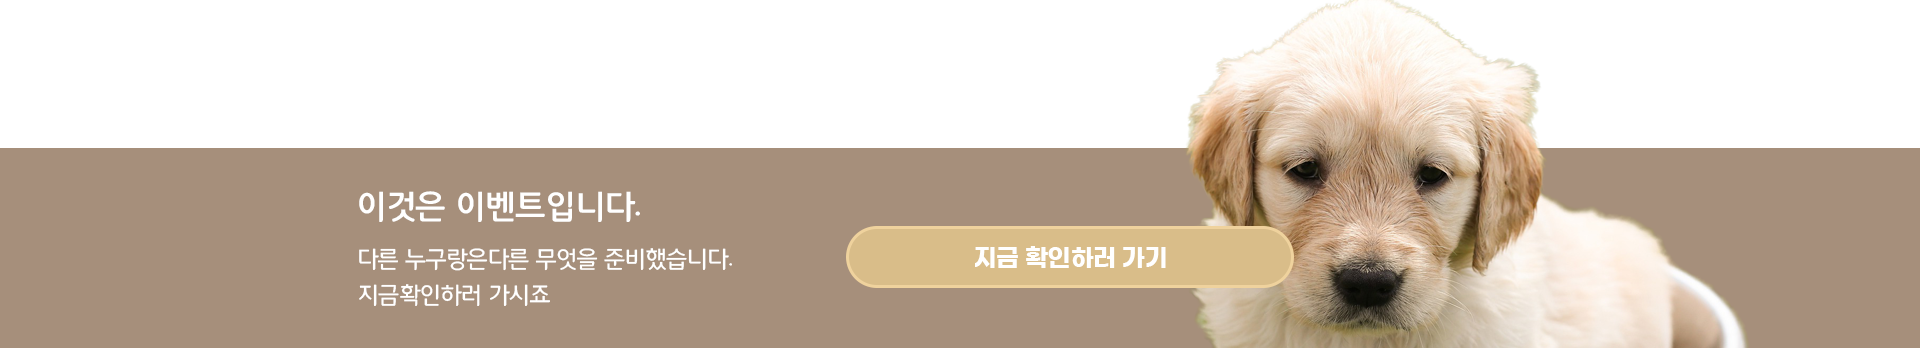 이것은 이벤트입니다.
다른 누구랑은다른 무엇을 준비했습니다.
지금확인하러 가시죠
지금 확인하러 가기